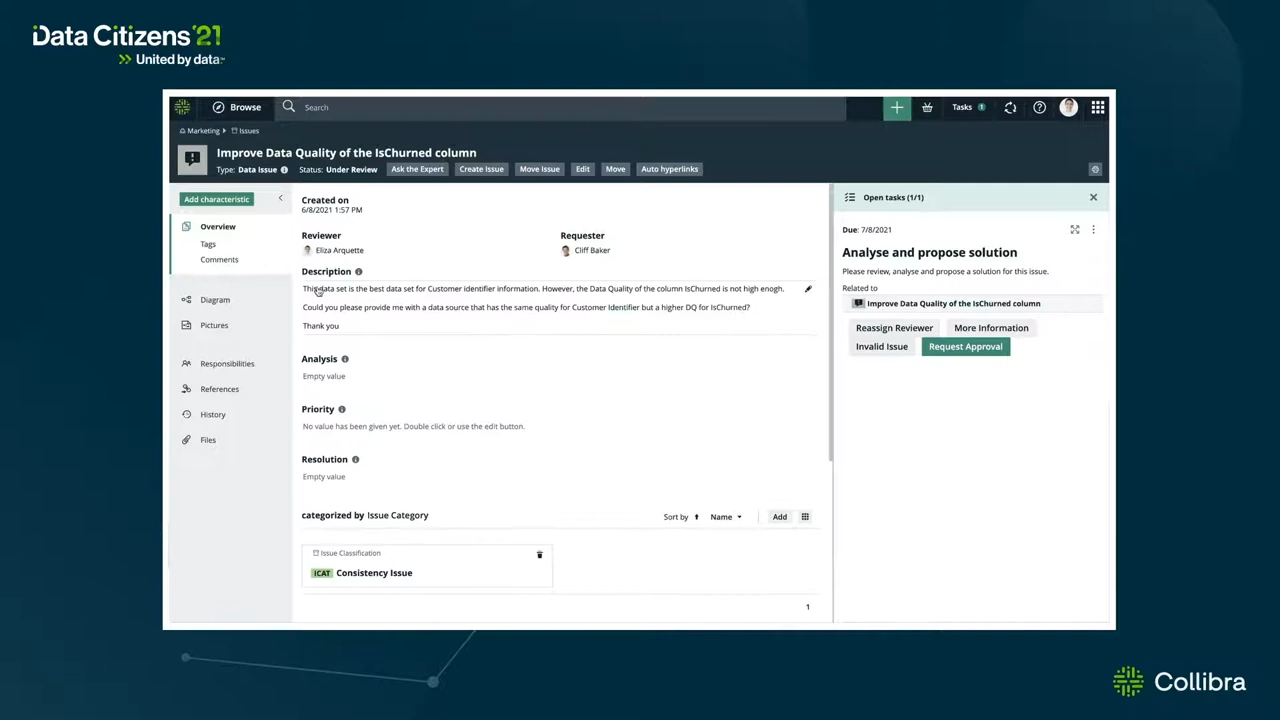 Data Citizens '21
United by data™
Browse
Search
Tasks 1
Marketing
Issues
Improve Data Quality of the IsChurned column
Type: Data Issue
Status: Under Review
Ask the Expert
Create Issue
Move Issue
Edit
Move
Auto hyperlinks
Add characteristic
Overview
Tags
Comments
Diagram
Pictures
Responsibilities
References
History
Files
Created on
6/8/2021 1:57 PM
Reviewer
Eliza Arquette
Requester
Cliff Baker
Description
This data set is the best data set for Customer identifier information. However, the Data Quality of the column IsChurned is not high enogh.
Could you please provide me with a data source that has the same quality for Customer Identifier but a higher DQ for IsChurned?
Thank you
Analysis
Empty value
Priority
No value has been given yet. Double click or use the edit button.
Resolution
Empty value
categorized by Issue Category
Sort by
Name
Add
Issue Classification
ICAT Consistency Issue
1
Open tasks (1/1)
Due: 7/8/2021
Analyse and propose solution
Please review, analyse and propose a solution for this issue.
Related to
Improve Data Quality of the IsChurned column
Reassign Reviewer
More Information
Invalid Issue
Request Approval
Collibra